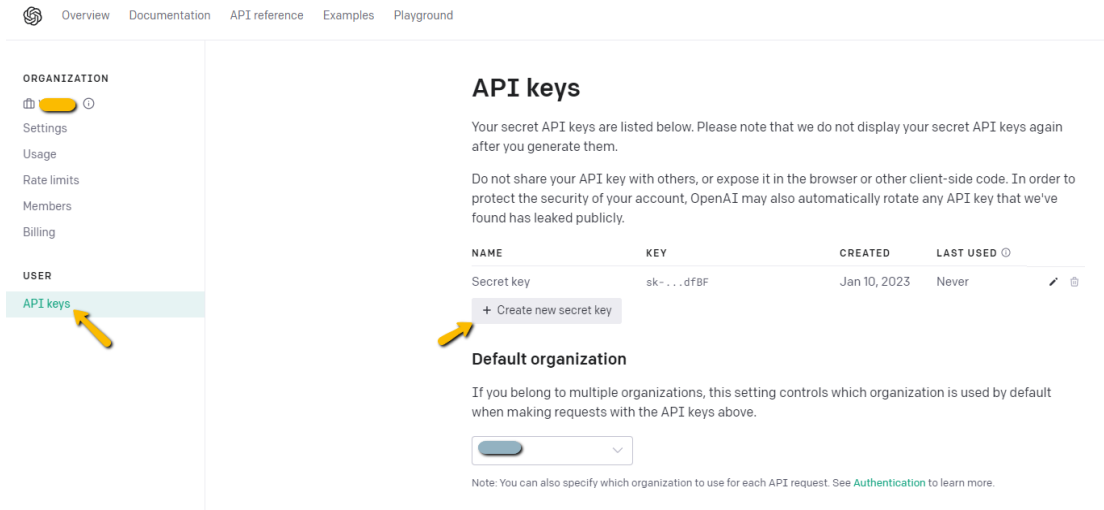 Overview Documentation API reference Examples Playground
ORGANIZATION
Settings
Usage
Rate limits
Members
Billing
USER
API keys
API keys
Your secret API keys are listed below. Please note that we do not display your secret API keys again
after you generate them.
Do not share your API key with others, or expose it in the browser or other client-side code. In order to
protect the security of your account, OpenAI may also automatically rotate any API key that we've
found has leaked publicly.
NAME KEY CREATED LAST USED
Secret key sk-...dfBF Jan 10, 2023 Never
+ Create new secret key
Default organization
If you belong to multiple organizations, this setting controls which organization is used by default
when making requests with the API keys above.
Note: You can also specify which organization to use for each API request. See Authentication to learn more.